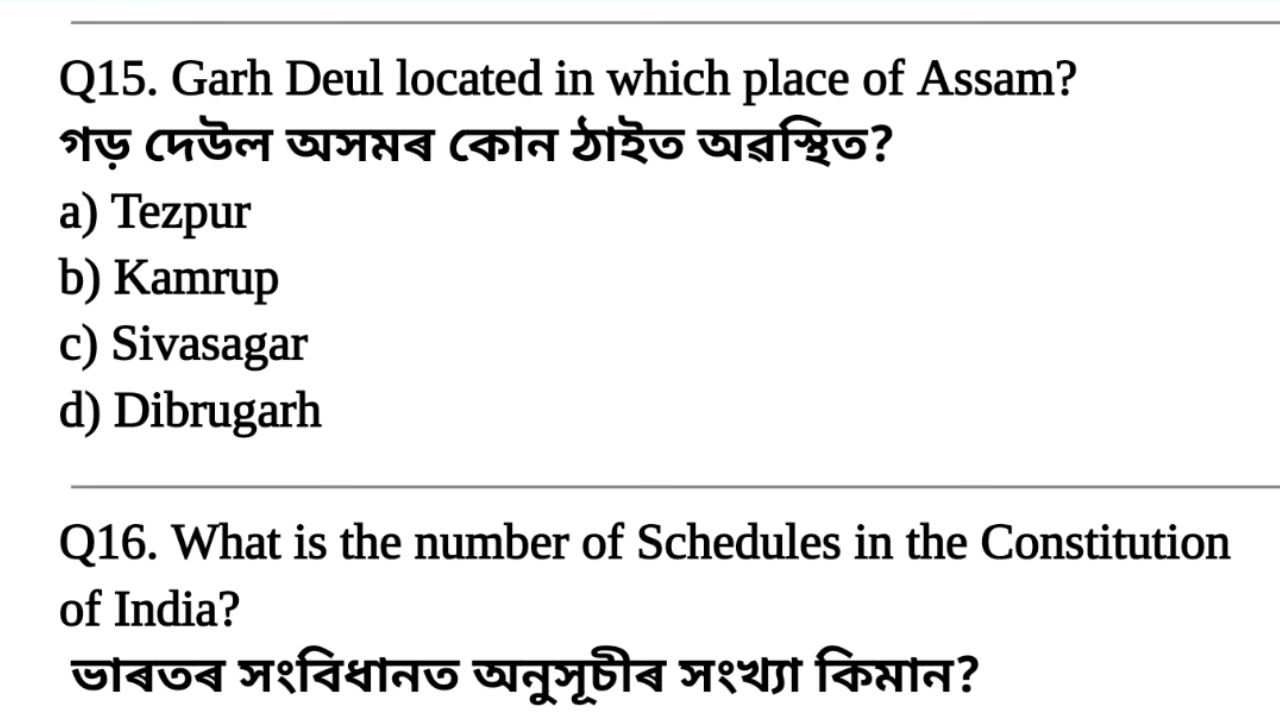 Q15. Garh Deul located in which place of Assam?
গড় দেউল অসমৰ কোন ঠাইত অৱস্থিত?
a) Tezpur
b) Kamrup
c) Sivasagar
d) Dibrugarh
Q16. What is the number of Schedules in the Constitution
of India?
ভাৰতৰ সংবিধানত অনুসূচীৰ সংখ্যা কিমান?